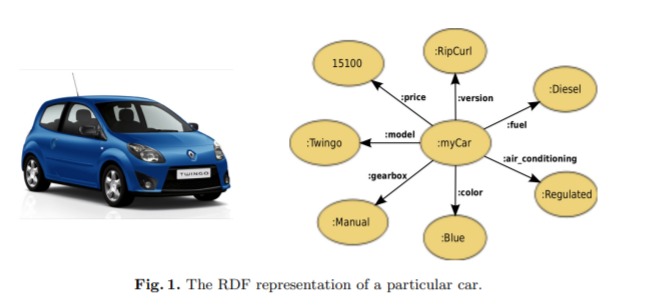 :RipCurl
15100
:Diesel
:price
:version
:fuel
:Twingo
:model
:myCar
:air_conditioning
:gearbox
:color
:Regulated
:Manual
:Blue
TWINGO
Fig. 1. The RDF representation of a particular car.